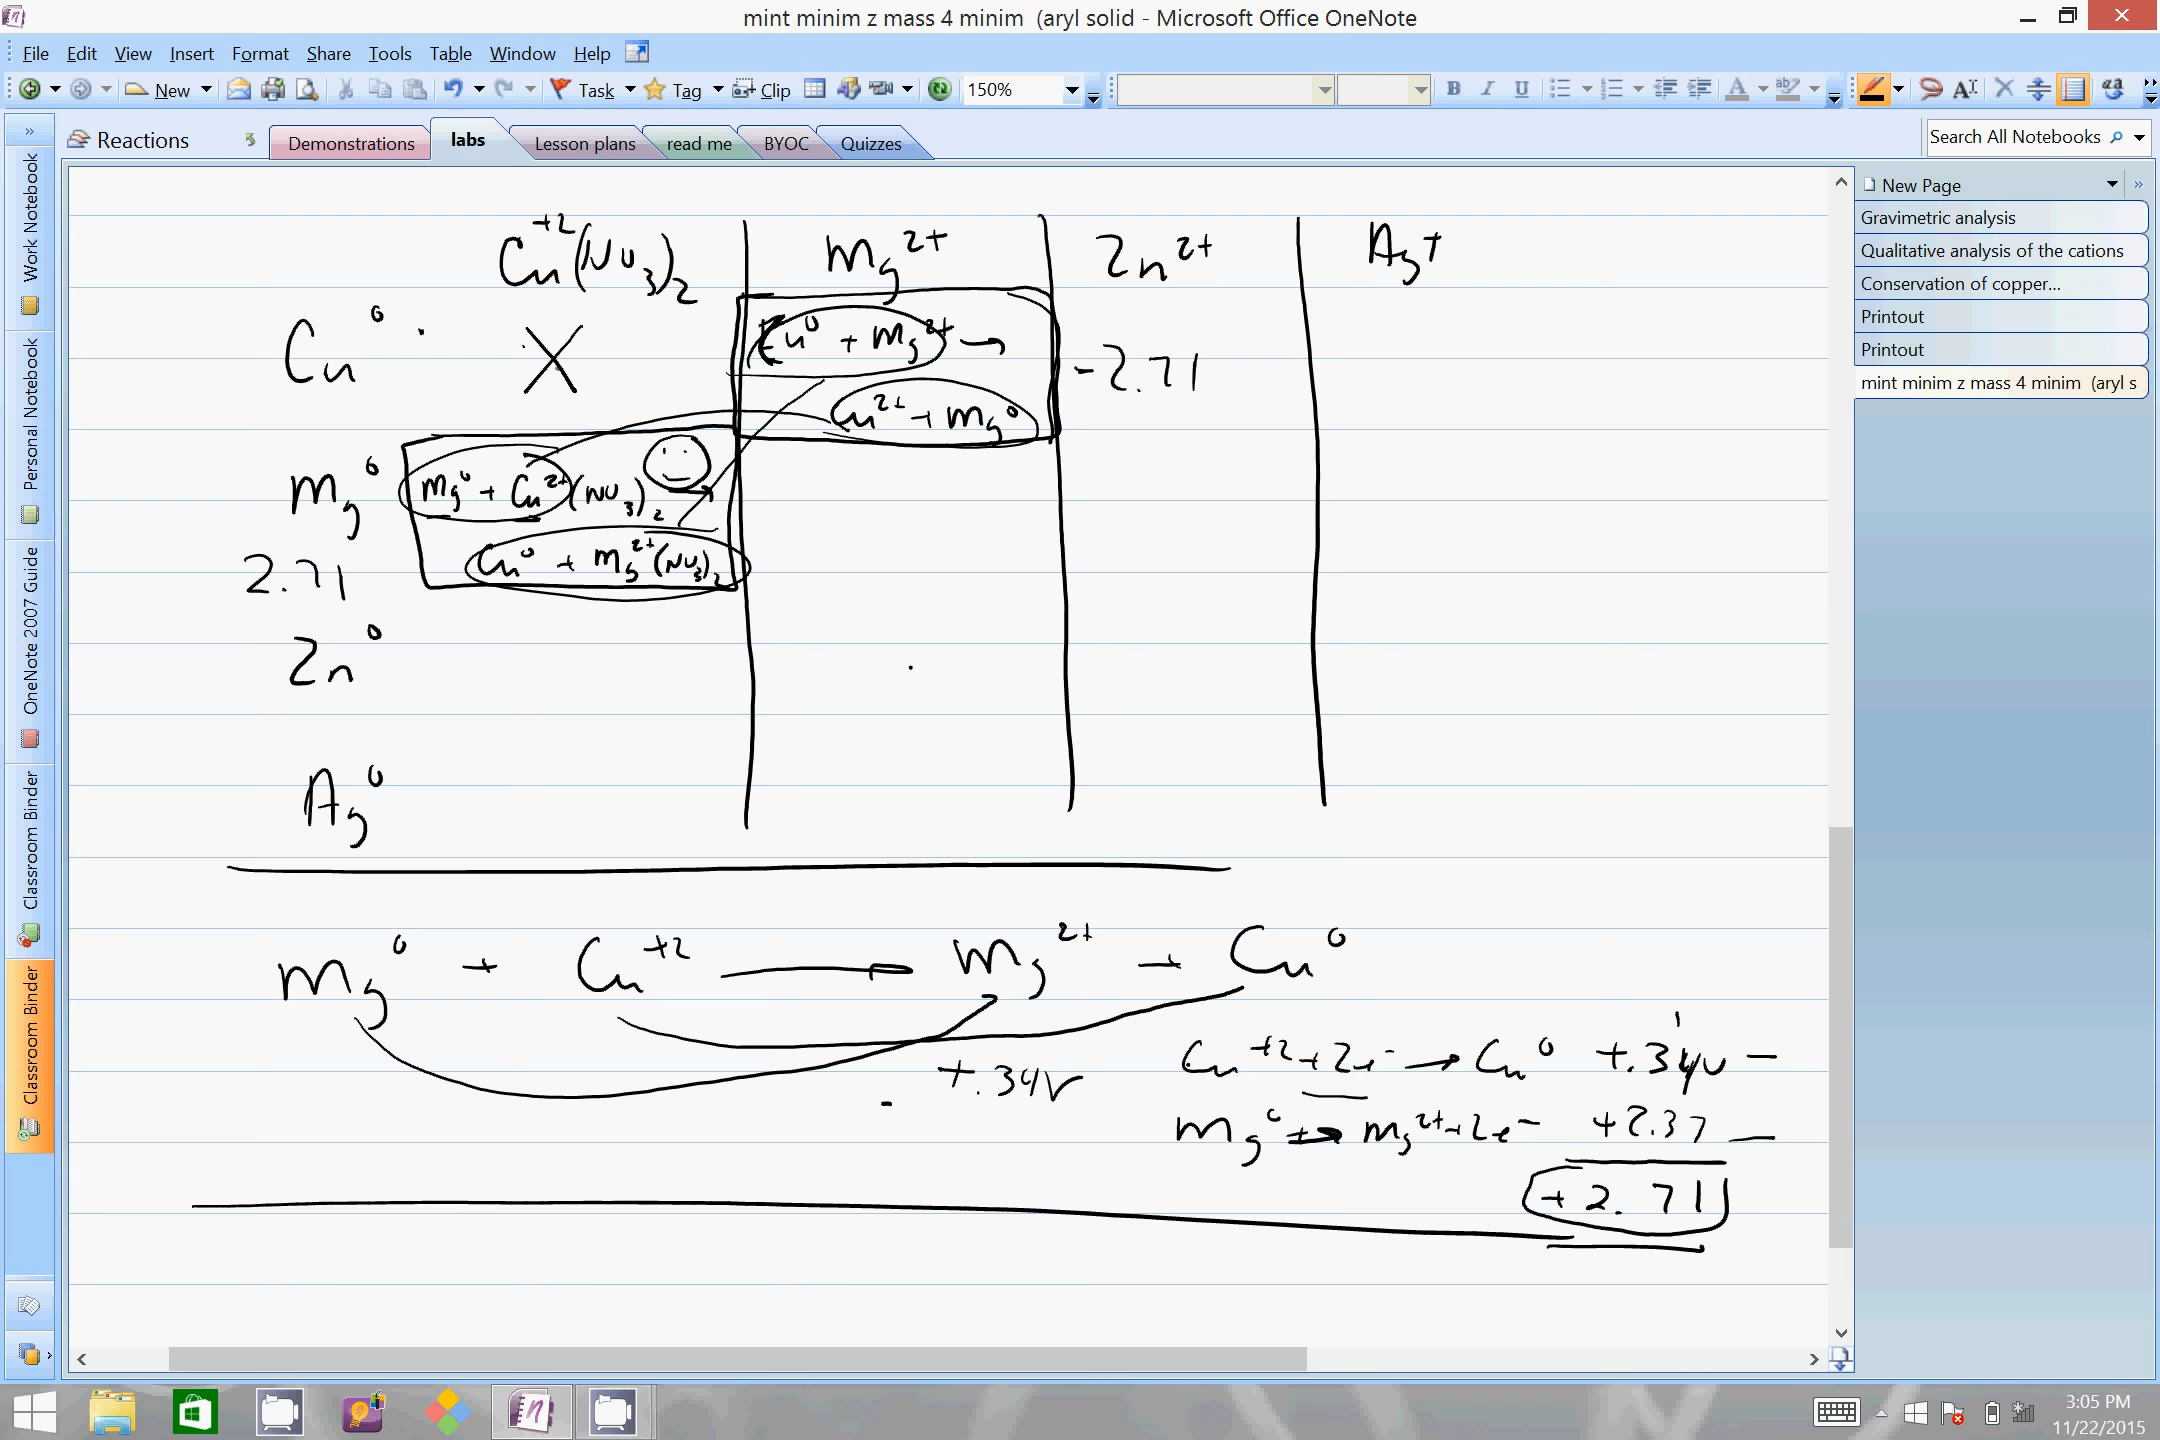 mint minim z mass 4 minim (aryl solid - Microsoft Office OneNote
File Edit View Insert Format Share Tools Table Window Help
New Task Tag Clip 150% B I U
Reactions Demonstrations labs Lesson plans read me BYOC Quizzes Search All Notebooks
Work Notebook
Personal Notebook
OneNote 2007 Guide
Classroom Binder
Classroom Binder
New Page
Gravimetric analysis
Qualitative analysis of the cations
Conservation of copper...
Printout
Printout
mint minim z mass 4 minim (aryl s
Cu+2(NO3)2 Mg2+ Zn2+ Ag+
Cu0 X Cu0 + Mg2+ → -2.71
Cu2+ + Mg0
Mg0 Mg0 + Cu2+(NO3)2 →
2.71 Cu0 + Mg2+(NO3)2
Zn0
Ag0
Mg0 + Cu+2 → Mg2+ + Cu0
+.34V
Cu+2 + 2e- → Cu0 +.34V
Mg0 → Mg2+ + 2e- +2.37
+2.71
3:05 PM
11/22/2015